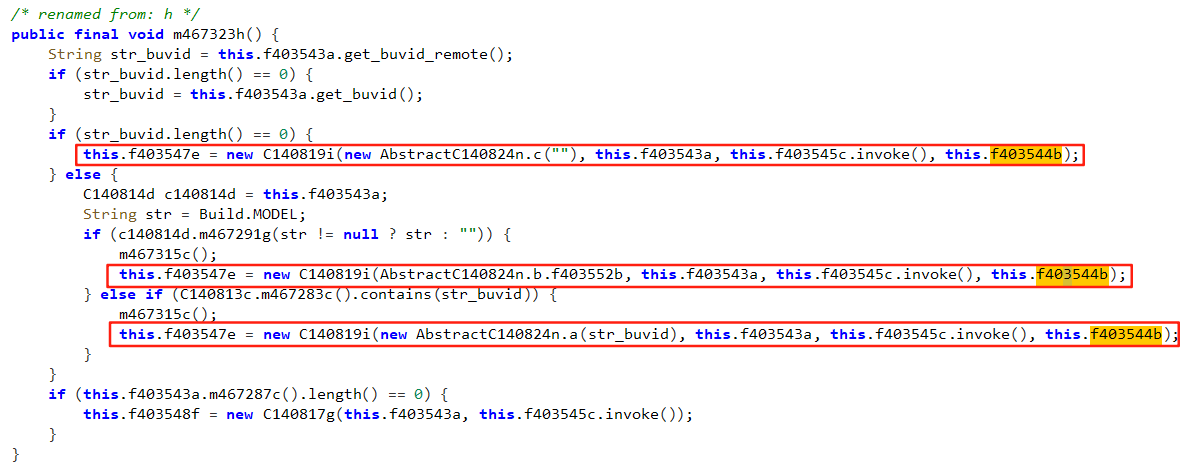 /* renamed from: h */
public final void m467323h() {
    String str_buvid = this.f403543a.get_buvid_remote();
    if (str_buvid.length() == 0) {
        str_buvid = this.f403543a.get_buvid();
    }
    if (str_buvid.length() == 0) {
        this.f403547e = new C140819i(new AbstractC140824n.c(""), this.f403543a, this.f403545c.invoke(), this.f403544b);
    } else {
        C140814d c140814d = this.f403543a;
        String str = Build.MODEL;
        if (c140814d.m467291g(str != null ? str : "")) {
            m467315c();
            this.f403547e = new C140819i(AbstractC140824n.b.f403552b, this.f403543a, this.f403545c.invoke(), this.f403544b);
        } else if (C140813c.m467283c().contains(str_buvid)) {
            m467315c();
            this.f403547e = new C140819i(new AbstractC140824n.a(str_buvid), this.f403543a, this.f403545c.invoke(), this.f403544b);
        }
    }
    if (this.f403543a.m467287c().length() == 0) {
        this.f403548f = new C140817g(this.f403543a, this.f403545c.invoke());
    }
}